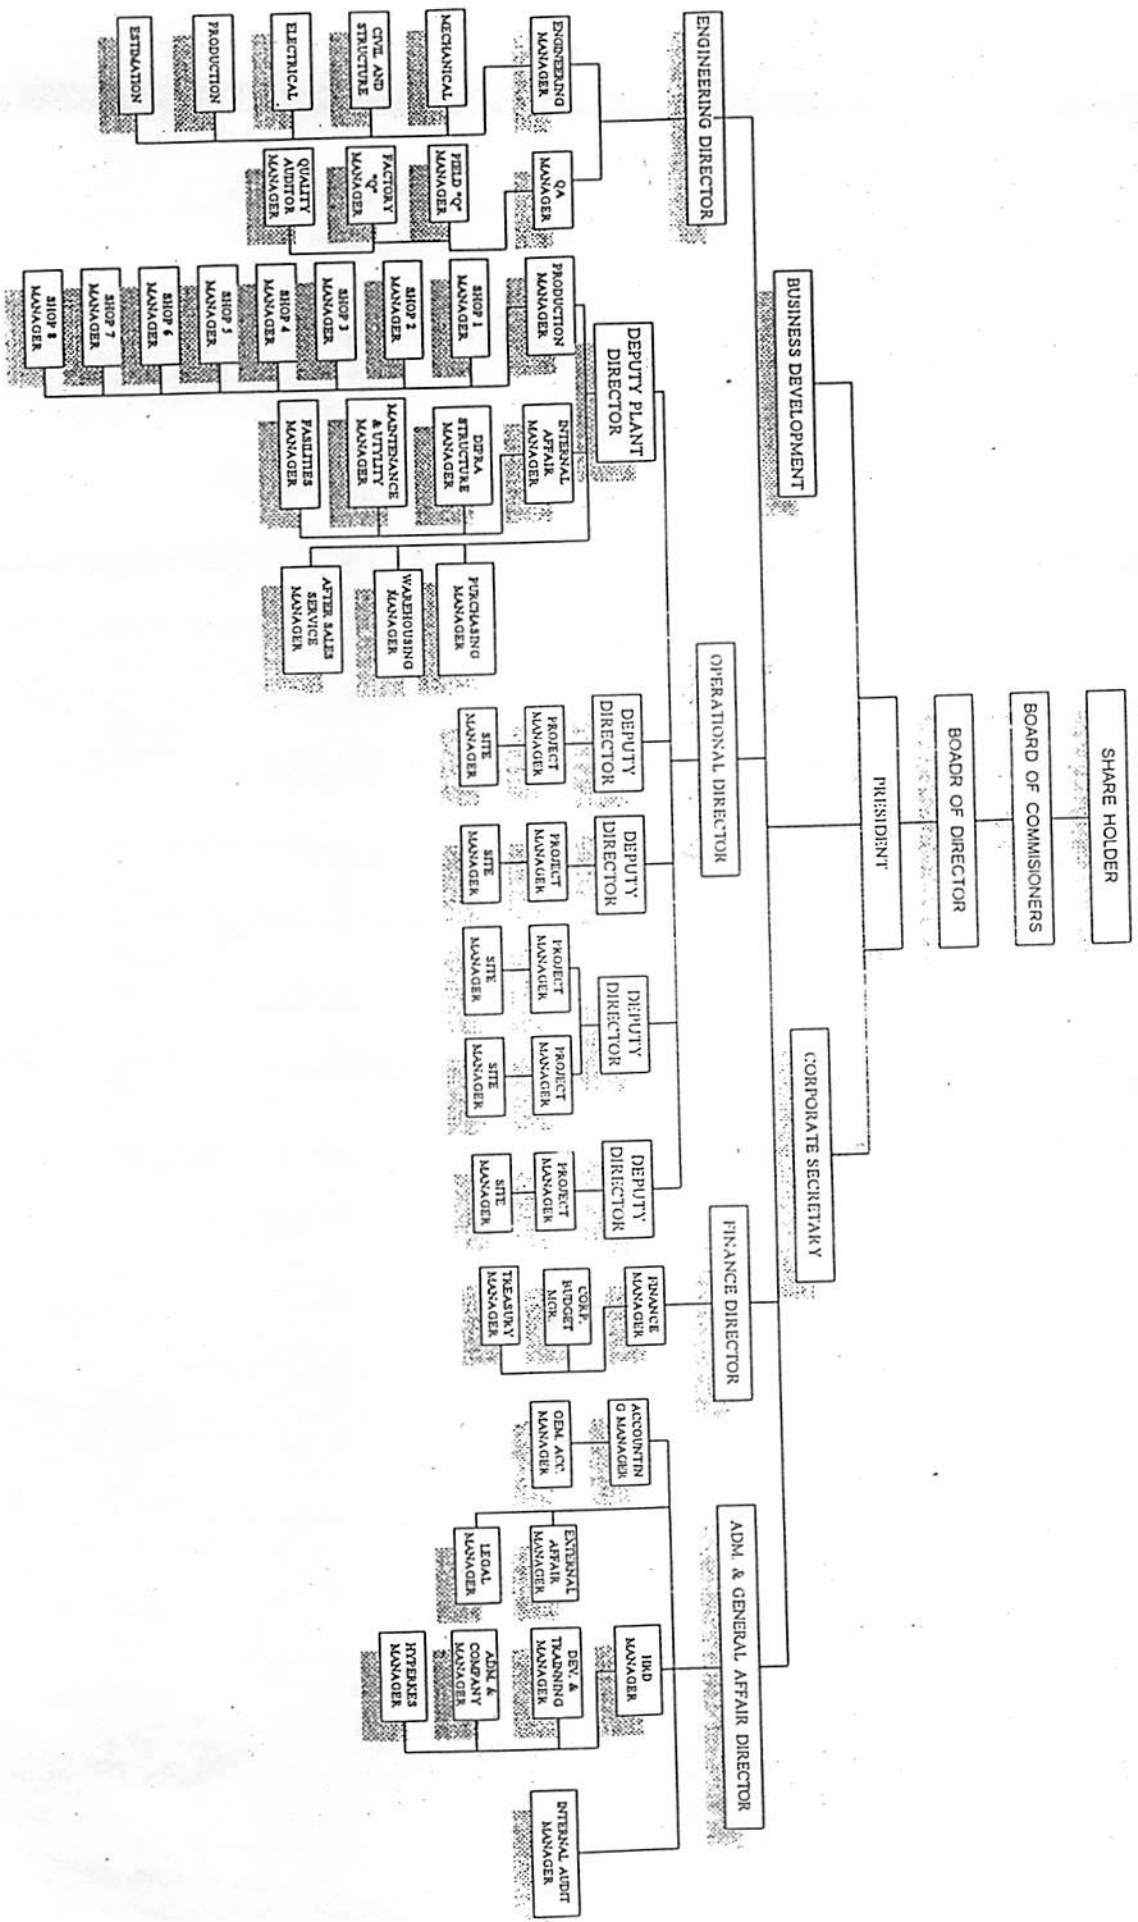 SHARE HOLDER
BOARD OF COMMISIONERS
BOADR OF DIRECTOR
PRESIDENT
BUSINESS DEVELOPMENT
CORPORATE SECRETARY
ENGINEERING DIRECTOR
OPERATIONAL DIRECTOR
FINANCE DIRECTOR
ADM. & GENERAL AFFAIR DIRECTOR
ENGINEERING
MANAGER
MECHANICAL
CIVIL AND
STRUCTURE
ELECTRICAL
PRODUCTION
ESTIMATION
QA
MANAGER
FIELD "Q"
MANAGER
FACTORY
"Q"
MANAGER
QUALITY
AUDITOR
MANAGER
DEPUTY PLANT
DIRECTOR
PRODUCTION
MANAGER
SHOP 1
MANAGER
SHOP 2
MANAGER
SHOP 3
MANAGER
SHOP 4
MANAGER
SHOP 5
MANAGER
SHOP 6
MANAGER
SHOP 7
MANAGER
SHOP 8
MANAGER
INTERNAL
AFFAIR
MANAGER
DIFRA
STRUCTURE
MANAGER
MAINTENANCE
& UTYLITY
MANAGER
FASILITIES
MANAGER
PURCHASING
MANAGER
WAREHOUSING
MANAGER
AFTER SALES
SERVICE
MANAGER
DEPUTY
DIRECTOR
PROJECT
MANAGER
SITE
MANAGER
DEPUTY
DIRECTOR
PROJECT
MANAGER
SITE
MANAGER
DEPUTY
DIRECTOR
PROJECT
MANAGER
SITE
MANAGER
PROJECT
MANAGER
SITE
MANAGER
DEPUTY
DIRECTOR
PROJECT
MANAGER
SITE
MANAGER
FINANCE
MANAGER
CORP.
BUDGET
MGR.
TREASURY
MANAGER
ACCOUNTIN
G MANAGER
GEM. ACC.
MANAGER
EXTERNAL
AFFAIR
MANAGER
LEGAL
MANAGER
HRD
MANAGER
DEV. &
TRAINNING
MANAGER
ADM. &
COMPANY
MANAGER
HYPERKES
MANAGER
INTERNAL AUDIT
MANAGER